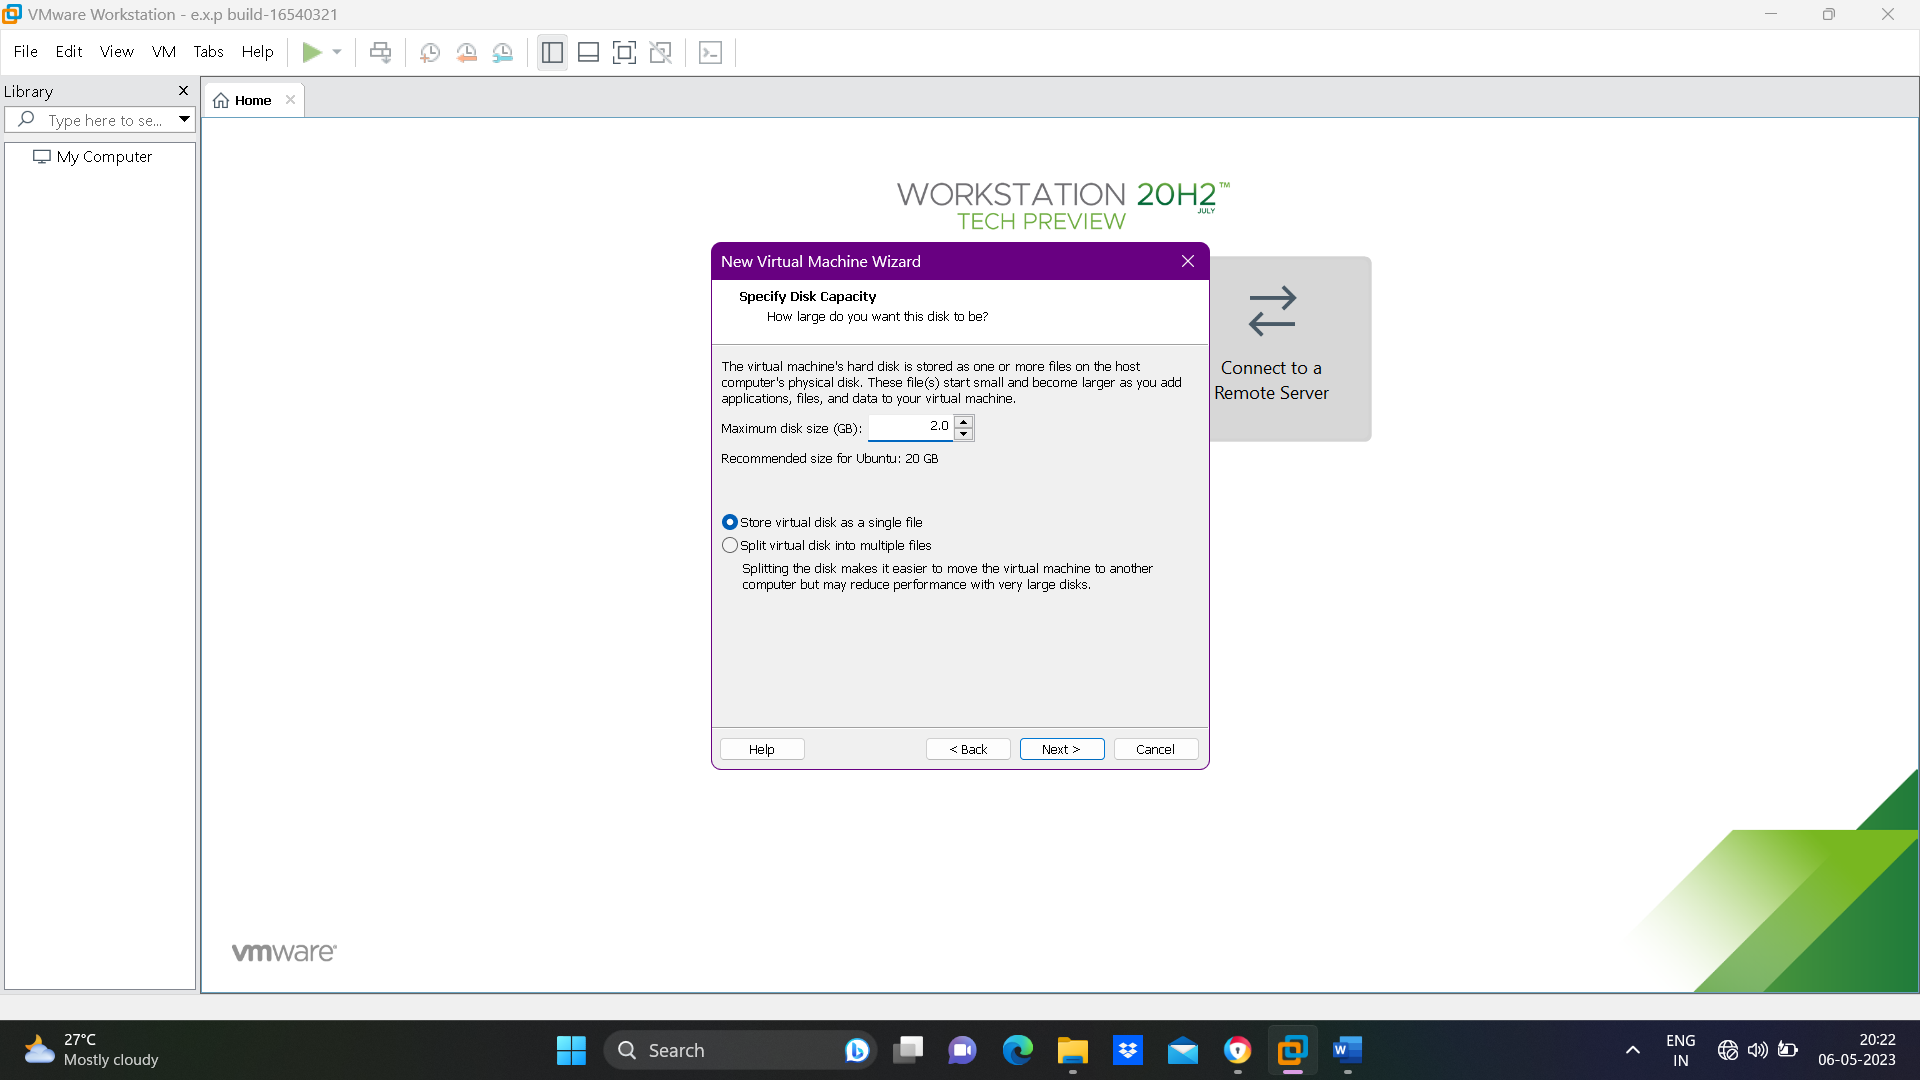 VMware Workstation - e.x.p build-16540321
File Edit View VM Tabs Help
Library
Type here to se...
My Computer
Home
WORKSTATION 20H2™
JULY
TECH PREVIEW
New Virtual Machine Wizard
Specify Disk Capacity
How large do you want this disk to be?
The virtual machine's hard disk is stored as one or more files on the host
computer's physical disk. These file(s) start small and become larger as you add
applications, files, and data to your virtual machine.
Maximum disk size (GB): 2.0
Recommended size for Ubuntu: 20 GB
Store virtual disk as a single file
Split virtual disk into multiple files
Splitting the disk makes it easier to move the virtual machine to another
computer but may reduce performance with very large disks.
Help < Back Next > Cancel
Connect to a
Remote Server
vmware
27°C
Mostly cloudy
Search
ENG
IN
20:22
06-05-2023